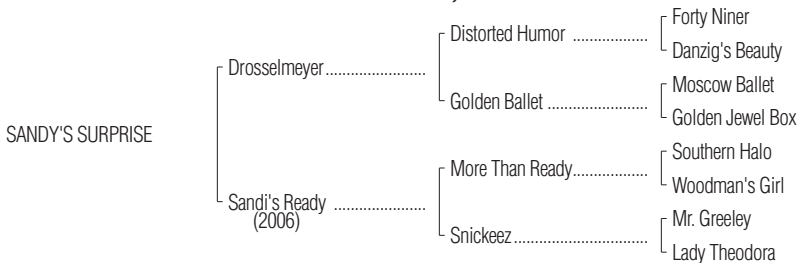 Forty Niner
Distorted Humor ..................
Danzig's Beauty
Drosselmeyer........................
Moscow Ballet
Golden Ballet ........................
Golden Jewel Box
SANDY'S SURPRISE
Southern Halo
More Than Ready..................
Woodman's Girl
Sandi's Ready ......................
(2006)
Mr. Greeley
Snickeez................................
Lady Theodora